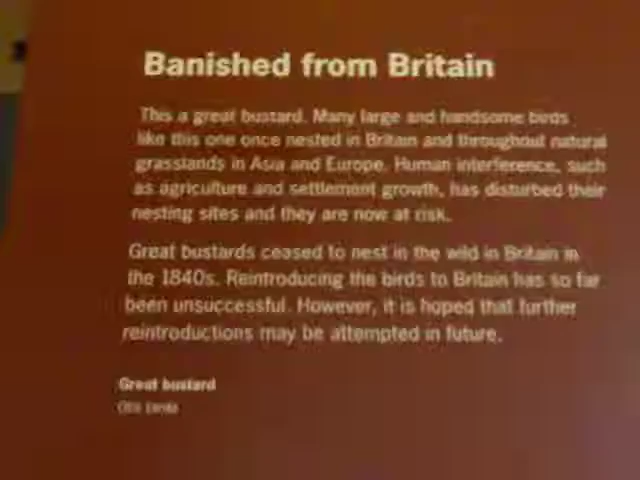 Banished from Britain
This a great bustard. Many large and handsome birds
like this one once nested in Britain and throughout natural
grasslands in Asia and Europe. Human interference, such
as agriculture and settlement growth, has disturbed their
nesting sites and they are now at risk.
Great bustards ceased to nest in the wild in Britain in
the 1840s. Reintroducing the birds to Britain has so far
been unsuccessful. However, it is hoped that further
reintroductions may be attempted in future.
Great bustard
Otis tarda